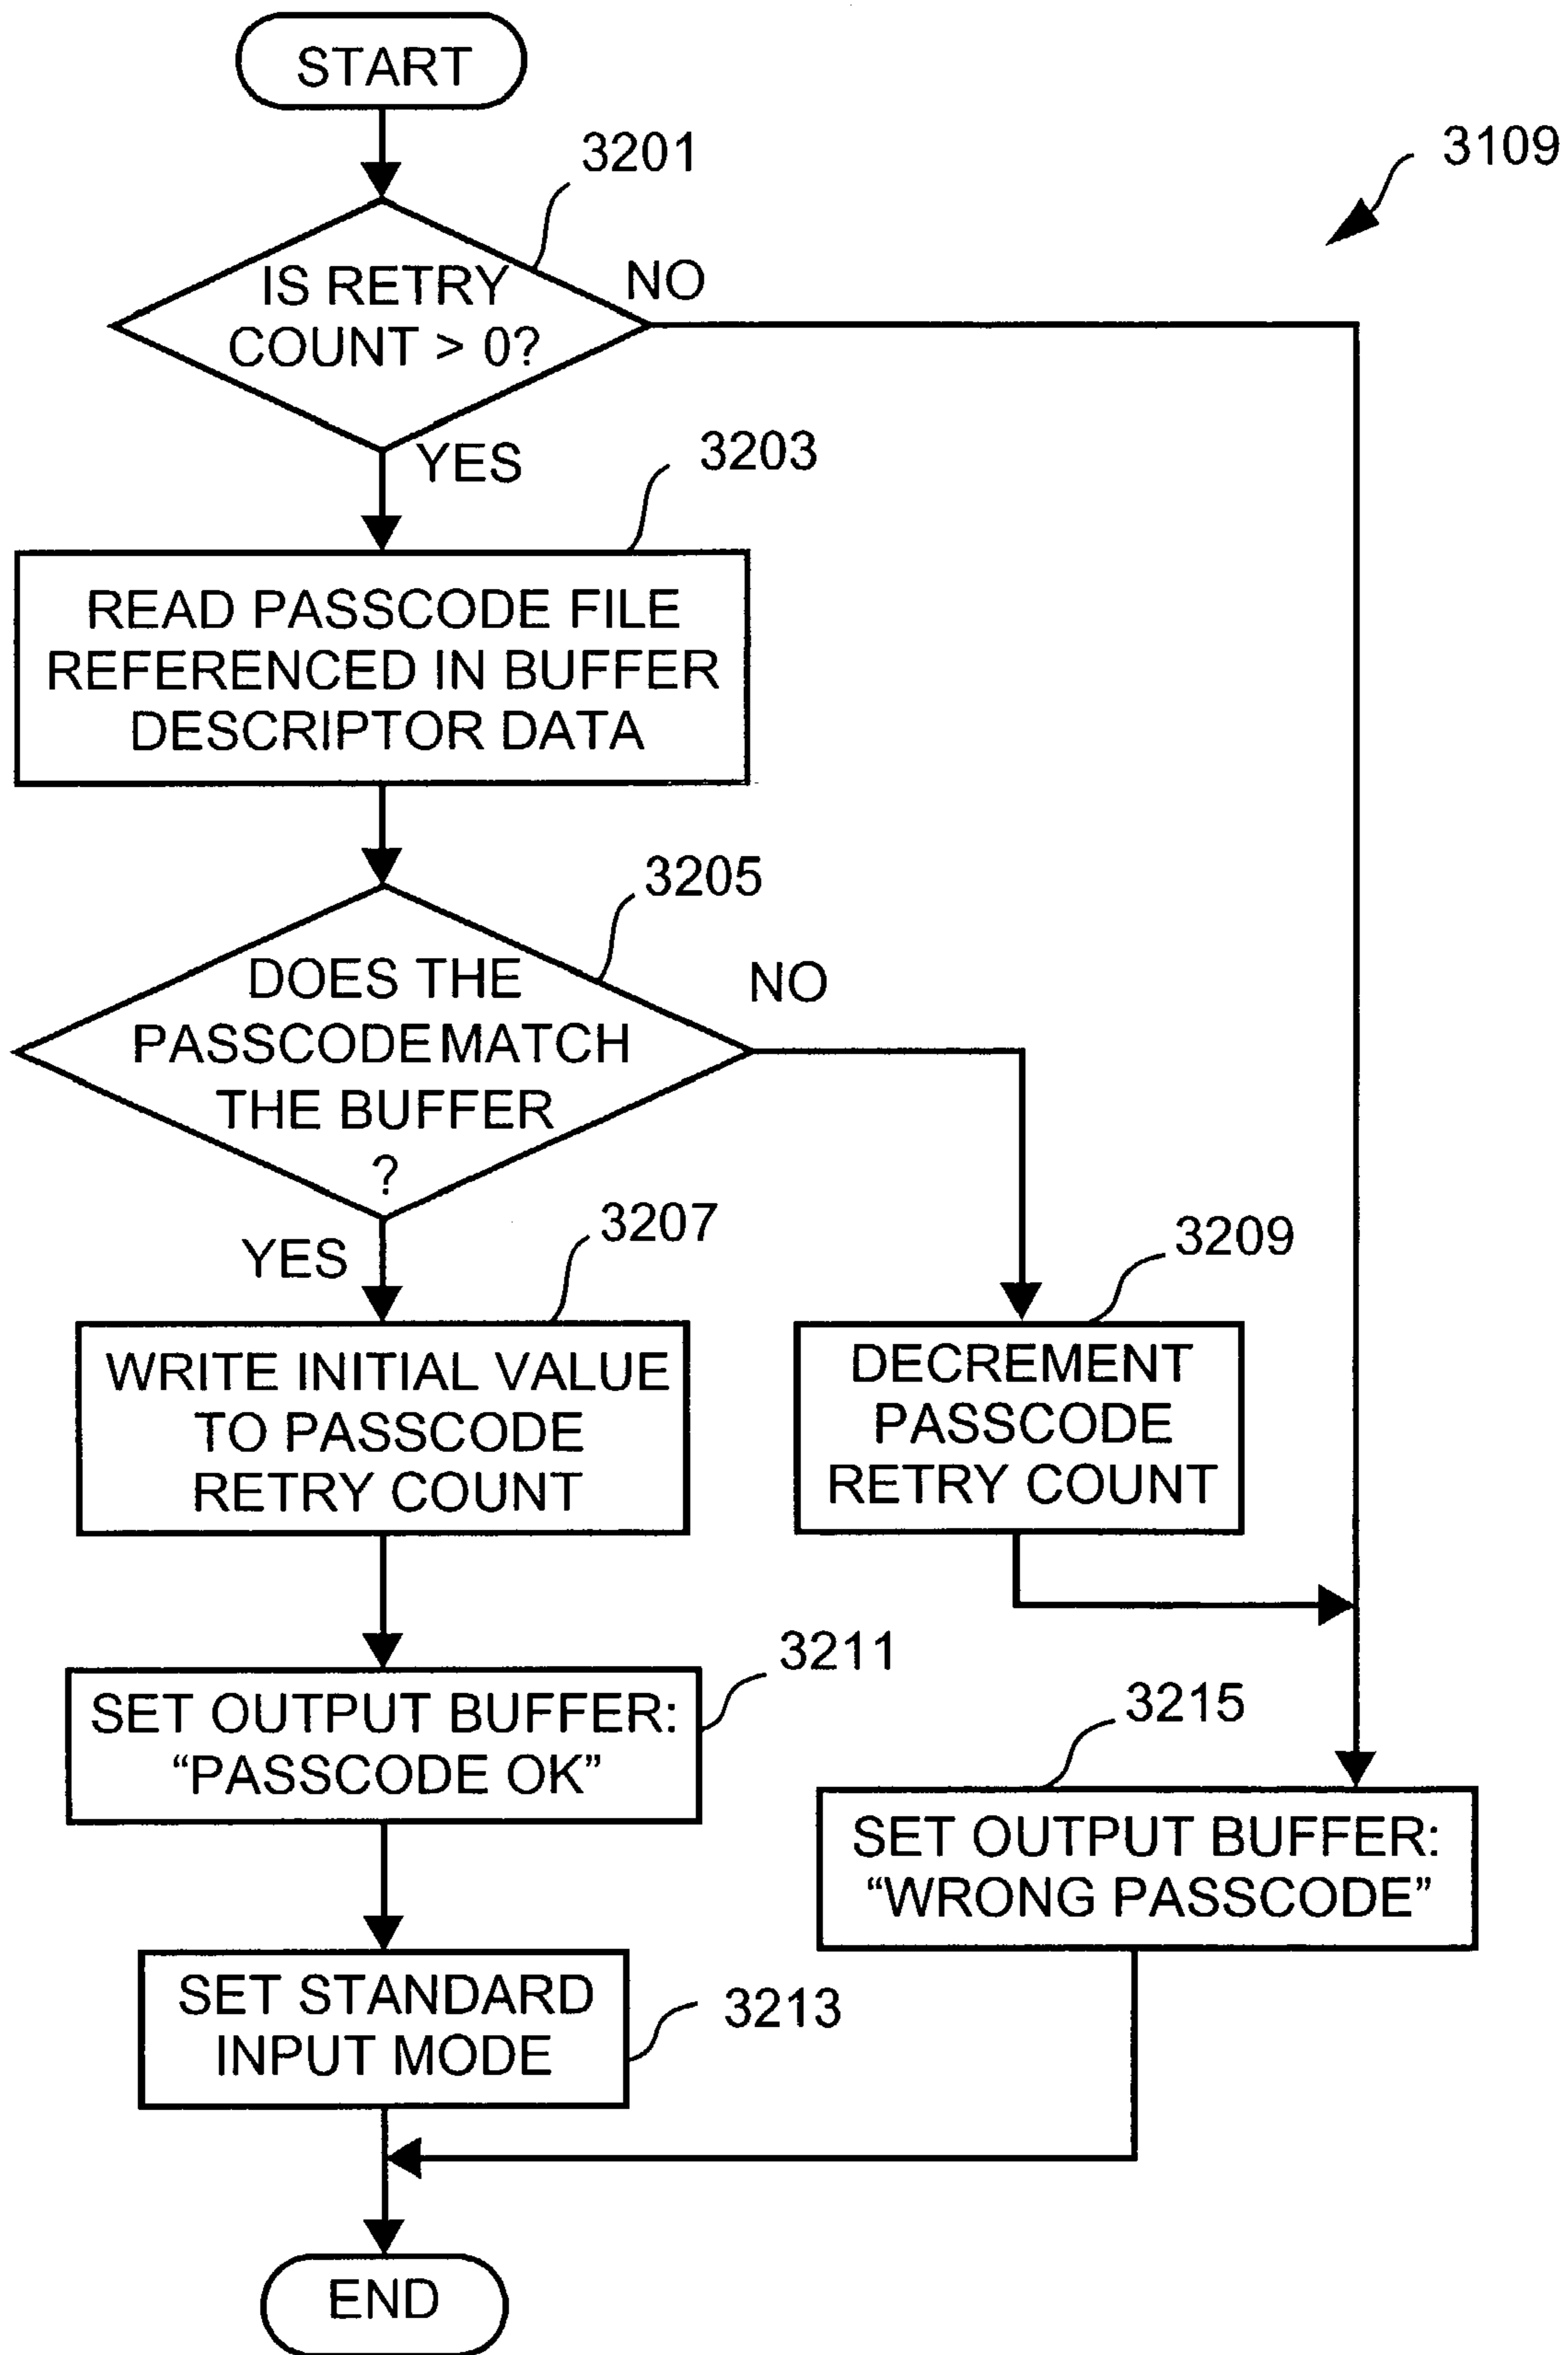 START
3201
3109
IS RETRY
COUNT > 0?
NO
YES
3203
READ PASSCODE FILE
REFERENCED IN BUFFER
DESCRIPTOR DATA
3205
DOES THE
PASSCODE MATCH
THE BUFFER
?
NO
YES
3207
3209
WRITE INITIAL VALUE
TO PASSCODE
RETRY COUNT
DECREMENT
PASSCODE
RETRY COUNT
3211
SET OUTPUT BUFFER:
“PASSCODE OK”
3215
SET OUTPUT BUFFER:
“WRONG PASSCODE”
SET STANDARD
INPUT MODE
3213
END